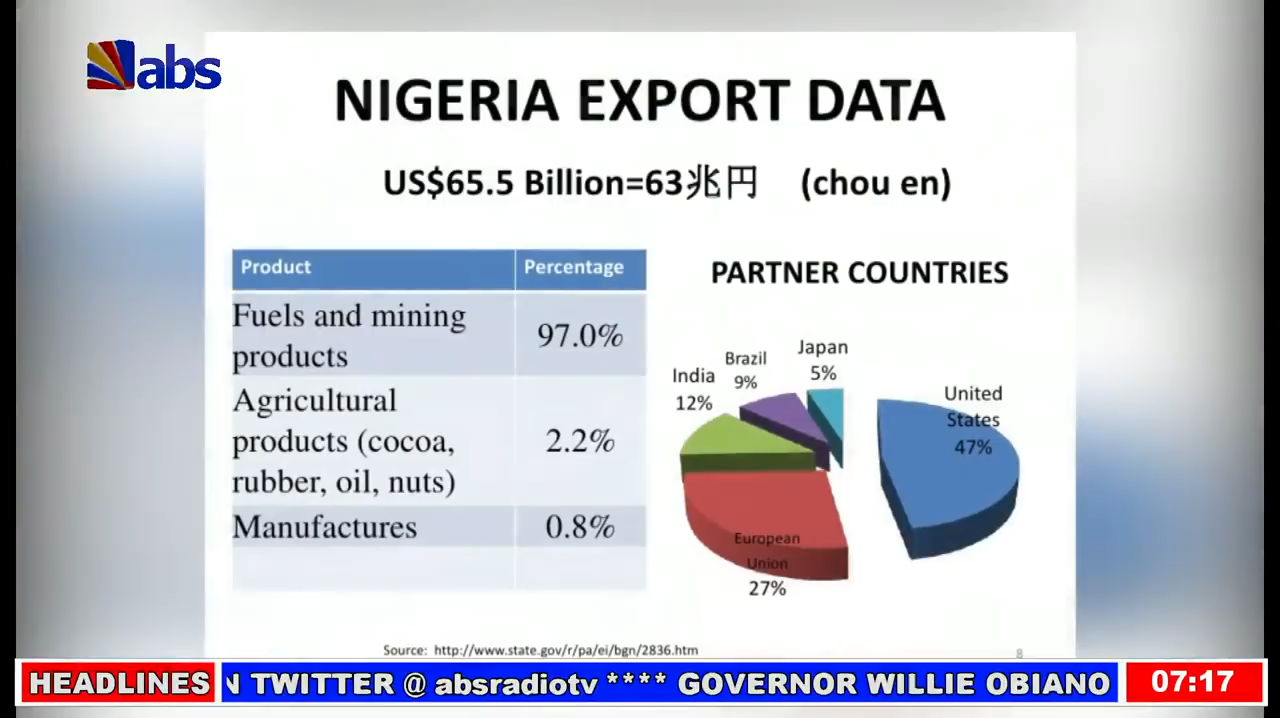 abs
NIGERIA EXPORT DATA
US$65.5 Billion=63兆円 (chou en)
Product Percentage
Fuels and mining
products
97.0%
Agricultural
products (cocoa,
rubber, oil, nuts)
2.2%
Manufactures
0.8%
PARTNER COUNTRIES
Japan
5%
Brazil
9%
India
12%
United
States
47%
European
Union
27%
Source: http://www.state.gov/r/pa/ei/bgn/2836.htm
8
HEADLINES
N TWITTER @ absradiotv **** GOVERNOR WILLIE OBIANO
07:17